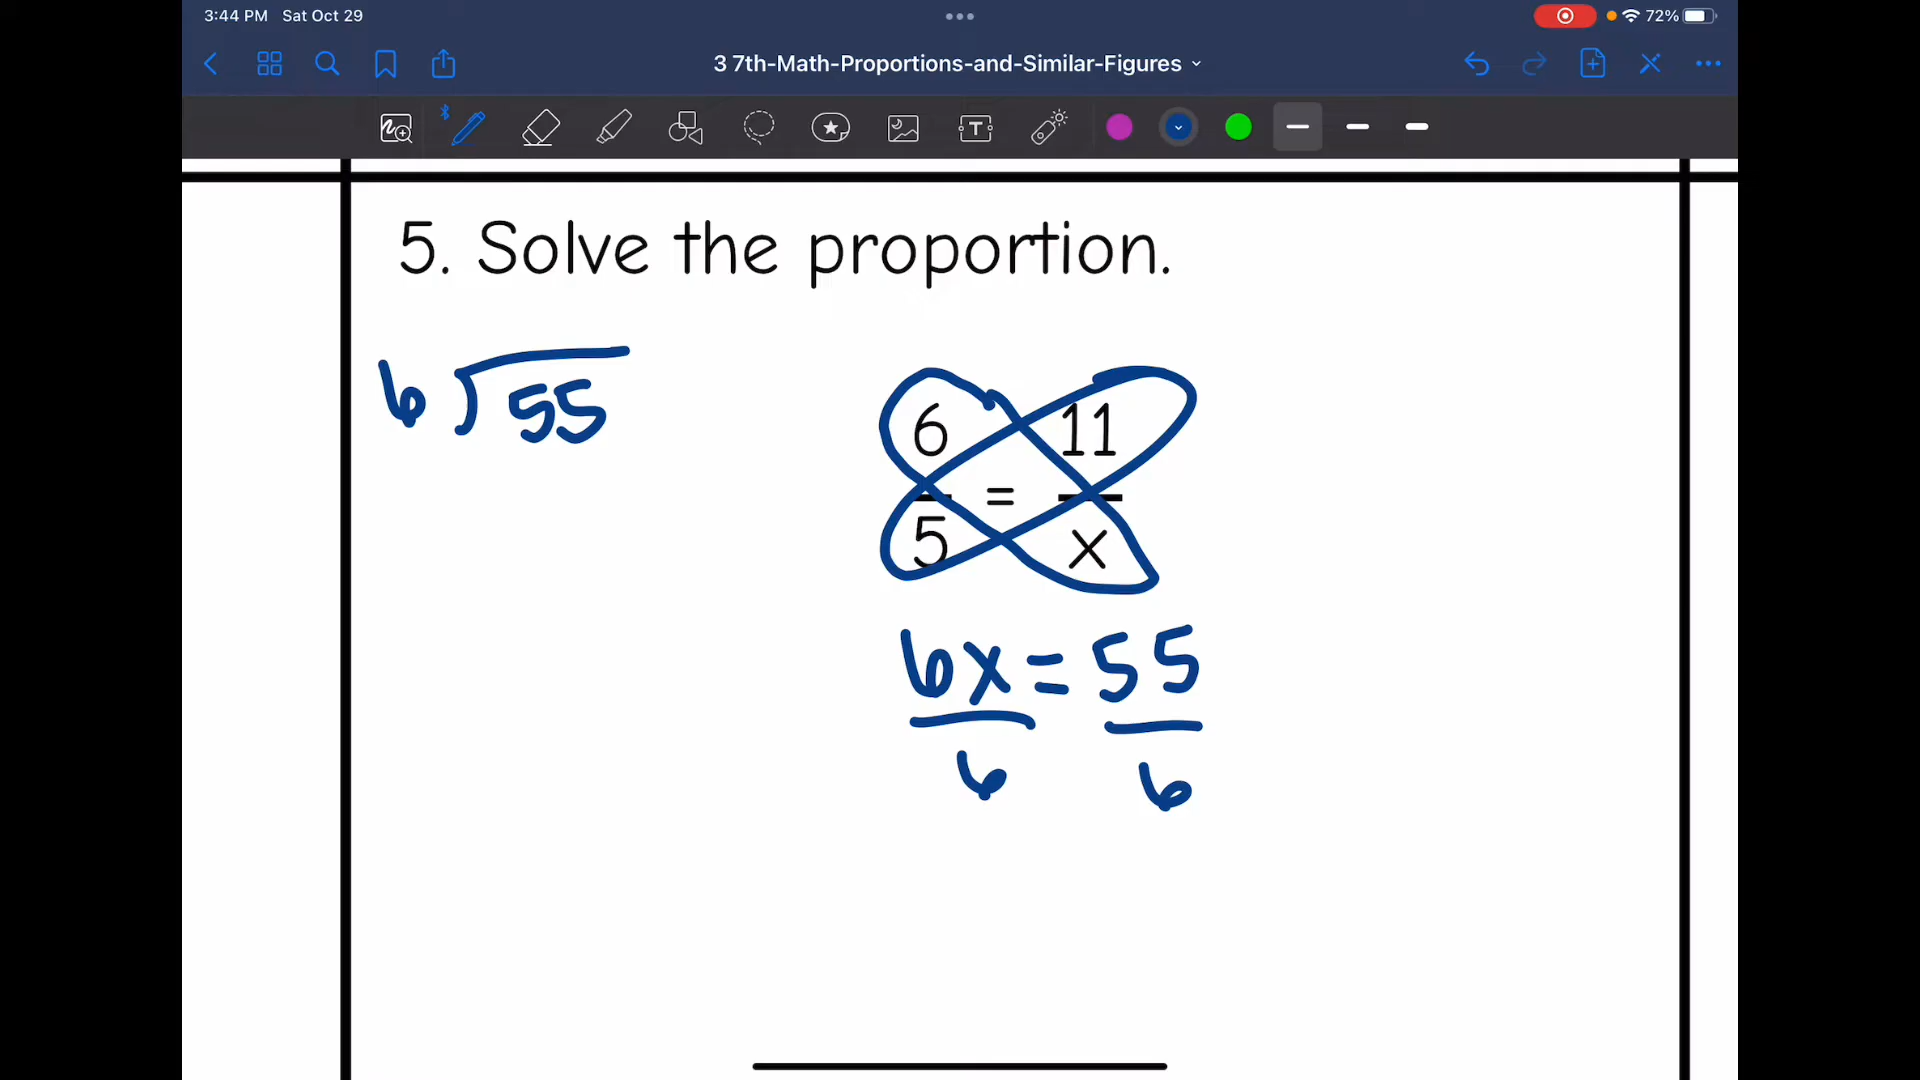 3:44 PM Sat Oct 29
72%
3 7th-Math-Proportions-and-Similar-Figures
T
5. Solve the proportion.
6 ) 55
6 = 11
5 x
6x = 55
6 6